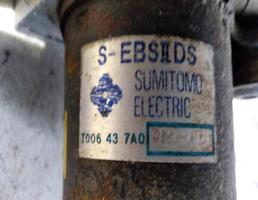 S-EBSⅡDS
SUMITOMO
ELECTRIC
T006 43 7A0